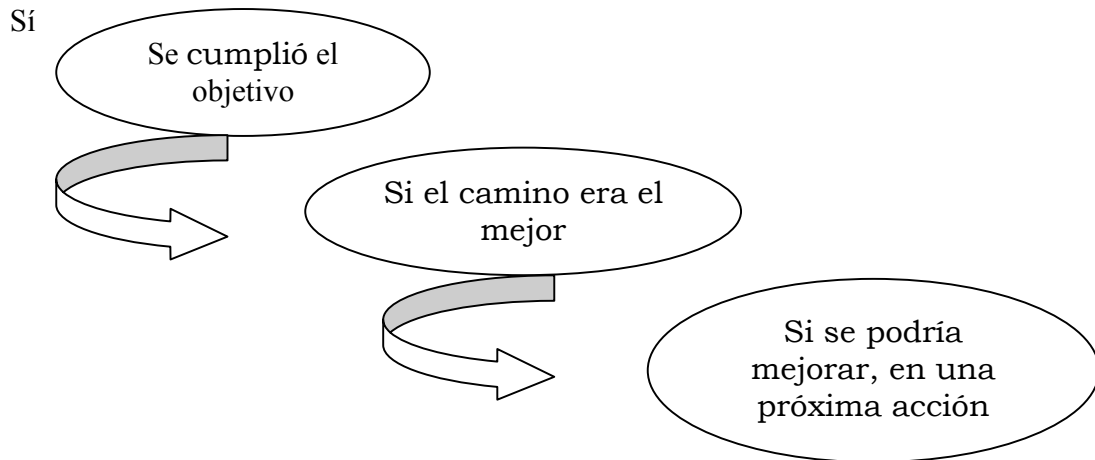 Sí
Se cumplió el
objetivo
Si el camino era el
mejor
Si se podría
mejorar, en una
próxima acción